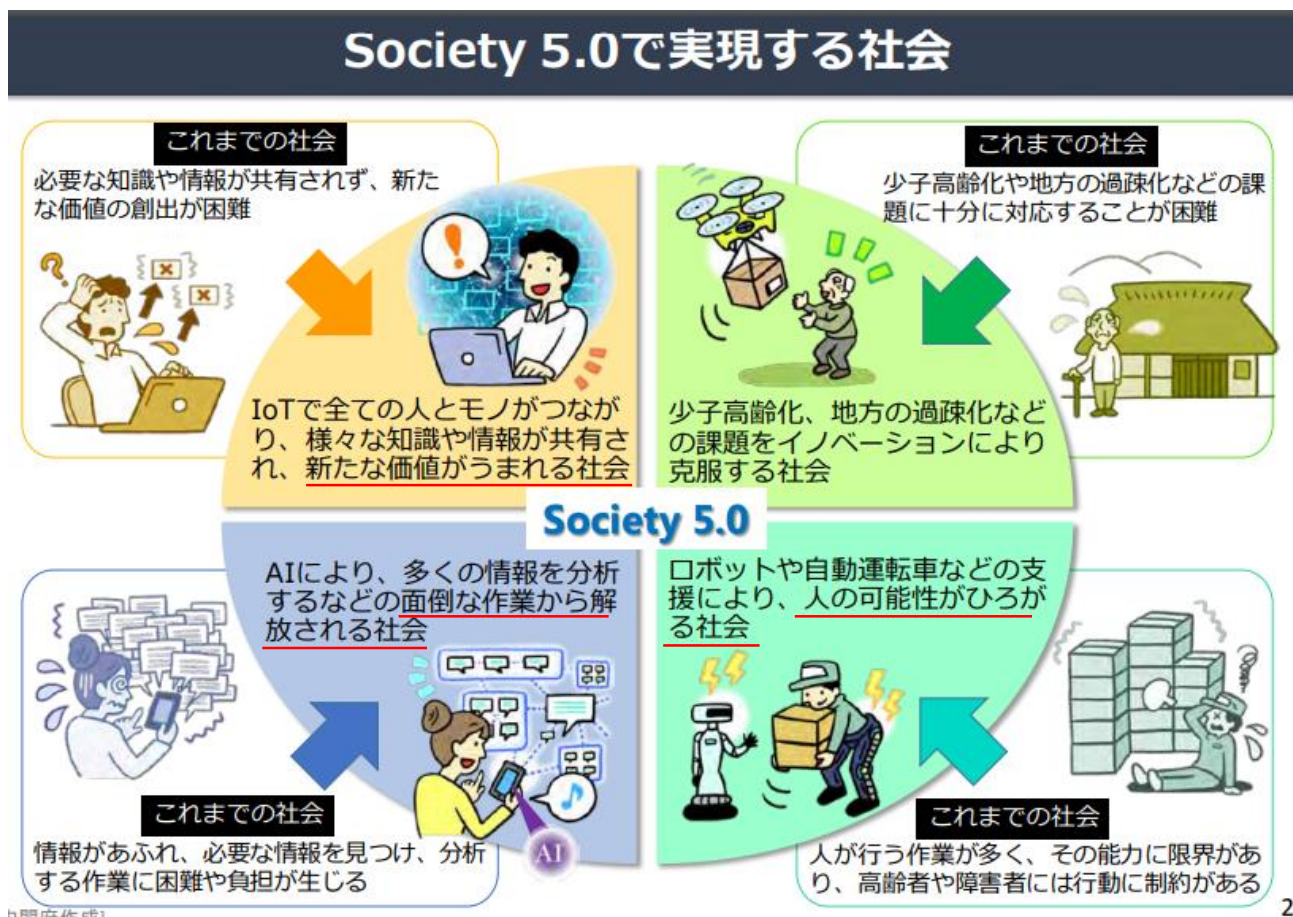 Society 5.0で実現する社会
これまでの社会
必要な知識や情報が共有されず、新た
な価値の創出が困難
これまでの社会
少子高齢化や地方の過疎化などの課
題に十分に対応することが困難
IoTで全ての人とモノがつなが
り、様々な知識や情報が共有さ
れ、新たな価値がうまれる社会
少子高齢化、地方の過疎化など
の課題をイノベーションにより
克服する社会
Society 5.0
AIにより、多くの情報を分析
するなどの面倒な作業から解
放される社会
ロボットや自動運転車などの支
援により、人の可能性がひろが
る社会
AI
これまでの社会
情報があふれ、必要な情報を見つけ、分析
する作業に困難や負担が生じる
これまでの社会
人が行う作業が多く、その能力に限界があ
り、高齢者や障害者には行動に制約がある
2